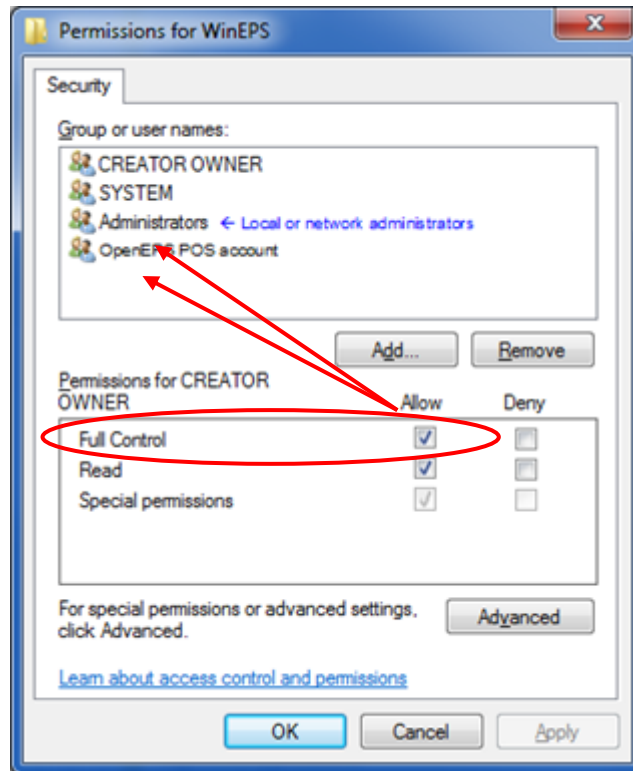 Permissions for WinEPS
Security
Group or user names:
CREATOR OWNER
SYSTEM
Administrators ← Local or network administrators
OpenEPS POS account
Add... Remove
Permissions for CREATOR
OWNER Allow Deny
Full Control
Read
Special permissions
For special permissions or advanced settings,
click Advanced. Advanced
Learn about access control and permissions
OK Cancel Apply